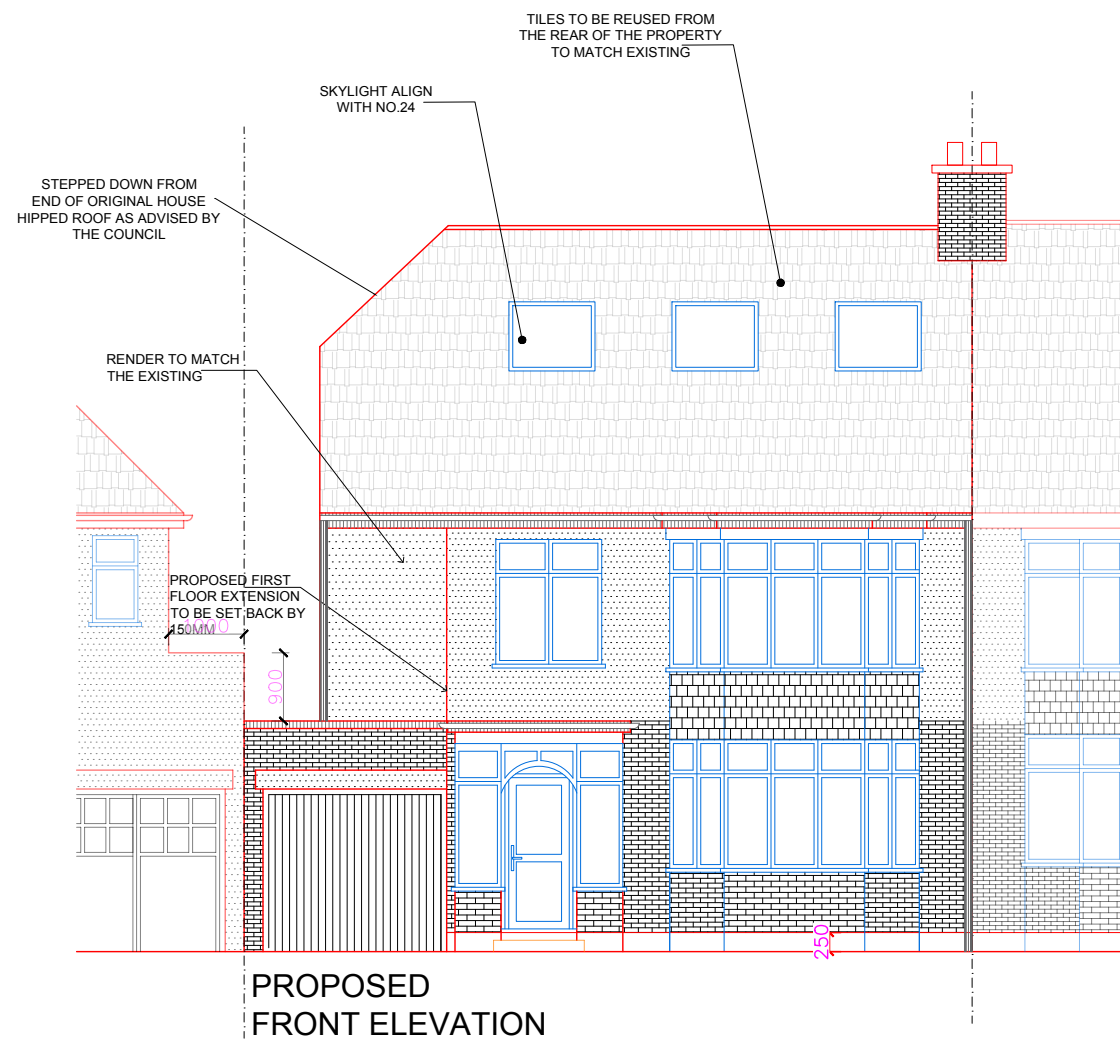 TILES TO BE REUSED FROM
THE REAR OF THE PROPERTY
TO MATCH EXISTING
SKYLIGHT ALIGN
WITH NO.24
STEPPED DOWN FROM
END OF ORIGINAL HOUSE
HIPPED ROOF AS ADVISED BY
THE COUNCIL
RENDER TO MATCH
THE EXISTING
PROPOSED FIRST
FLOOR EXTENSION
TO BE SET BACK BY
150MM
1000
900
250
PROPOSED
FRONT ELEVATION